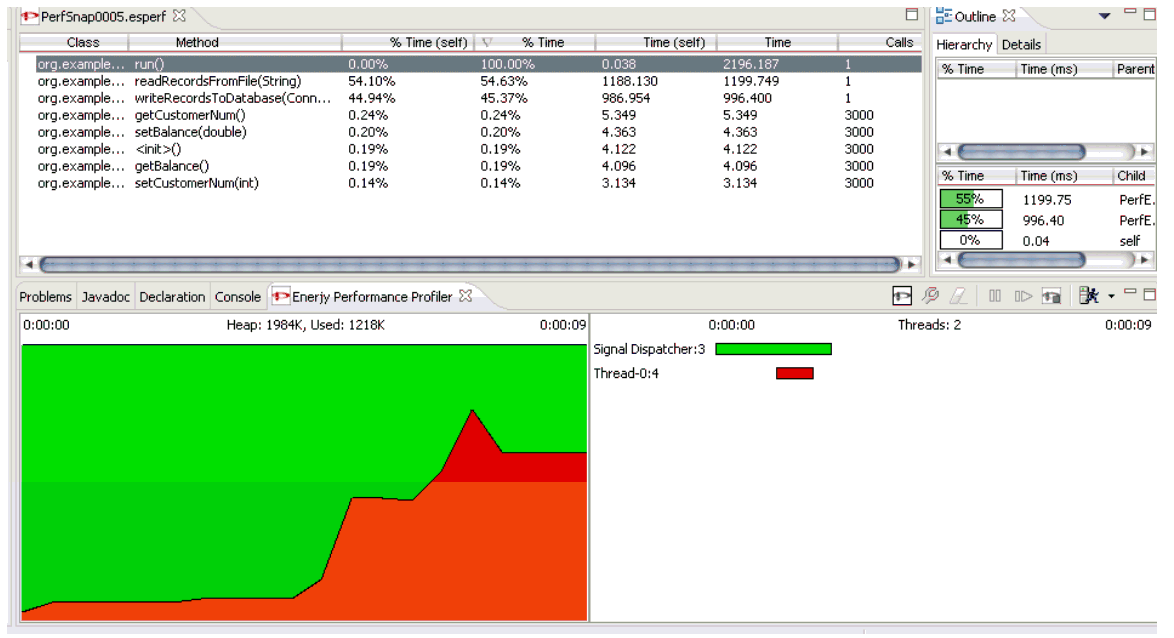 PerfSnap0005.esperf
Class Method % Time (self) % Time Time (self) Time Calls
org.example... run() 0.00% 100.00% 0.038 2196.187 1
org.example... readRecordsFromFile(String) 54.10% 54.63% 1188.130 1199.749 1
org.example... writeRecordsToDatabase(Conn... 44.94% 45.37% 986.954 996.400 1
org.example... getCustomerNum() 0.24% 0.24% 5.349 5.349 3000
org.example... setBalance(double) 0.20% 0.20% 4.363 4.363 3000
org.example... <init>() 0.19% 0.19% 4.122 4.122 3000
org.example... getBalance() 0.19% 0.19% 4.096 4.096 3000
org.example... setCustomerNum(int) 0.14% 0.14% 3.134 3.134 3000
Outline
Hierarchy Details
% Time Time (ms) Parent
% Time Time (ms) Child
55% 1199.75 PerfE.
45% 996.40 PerfE.
0% 0.04 self
Problems Javadoc Declaration Console Enerjy Performance Profiler
0:00:00 Heap: 1984K, Used: 1218K 0:00:09
0:00:00 Threads: 2 0:00:09
Signal Dispatcher:3
Thread-0:4